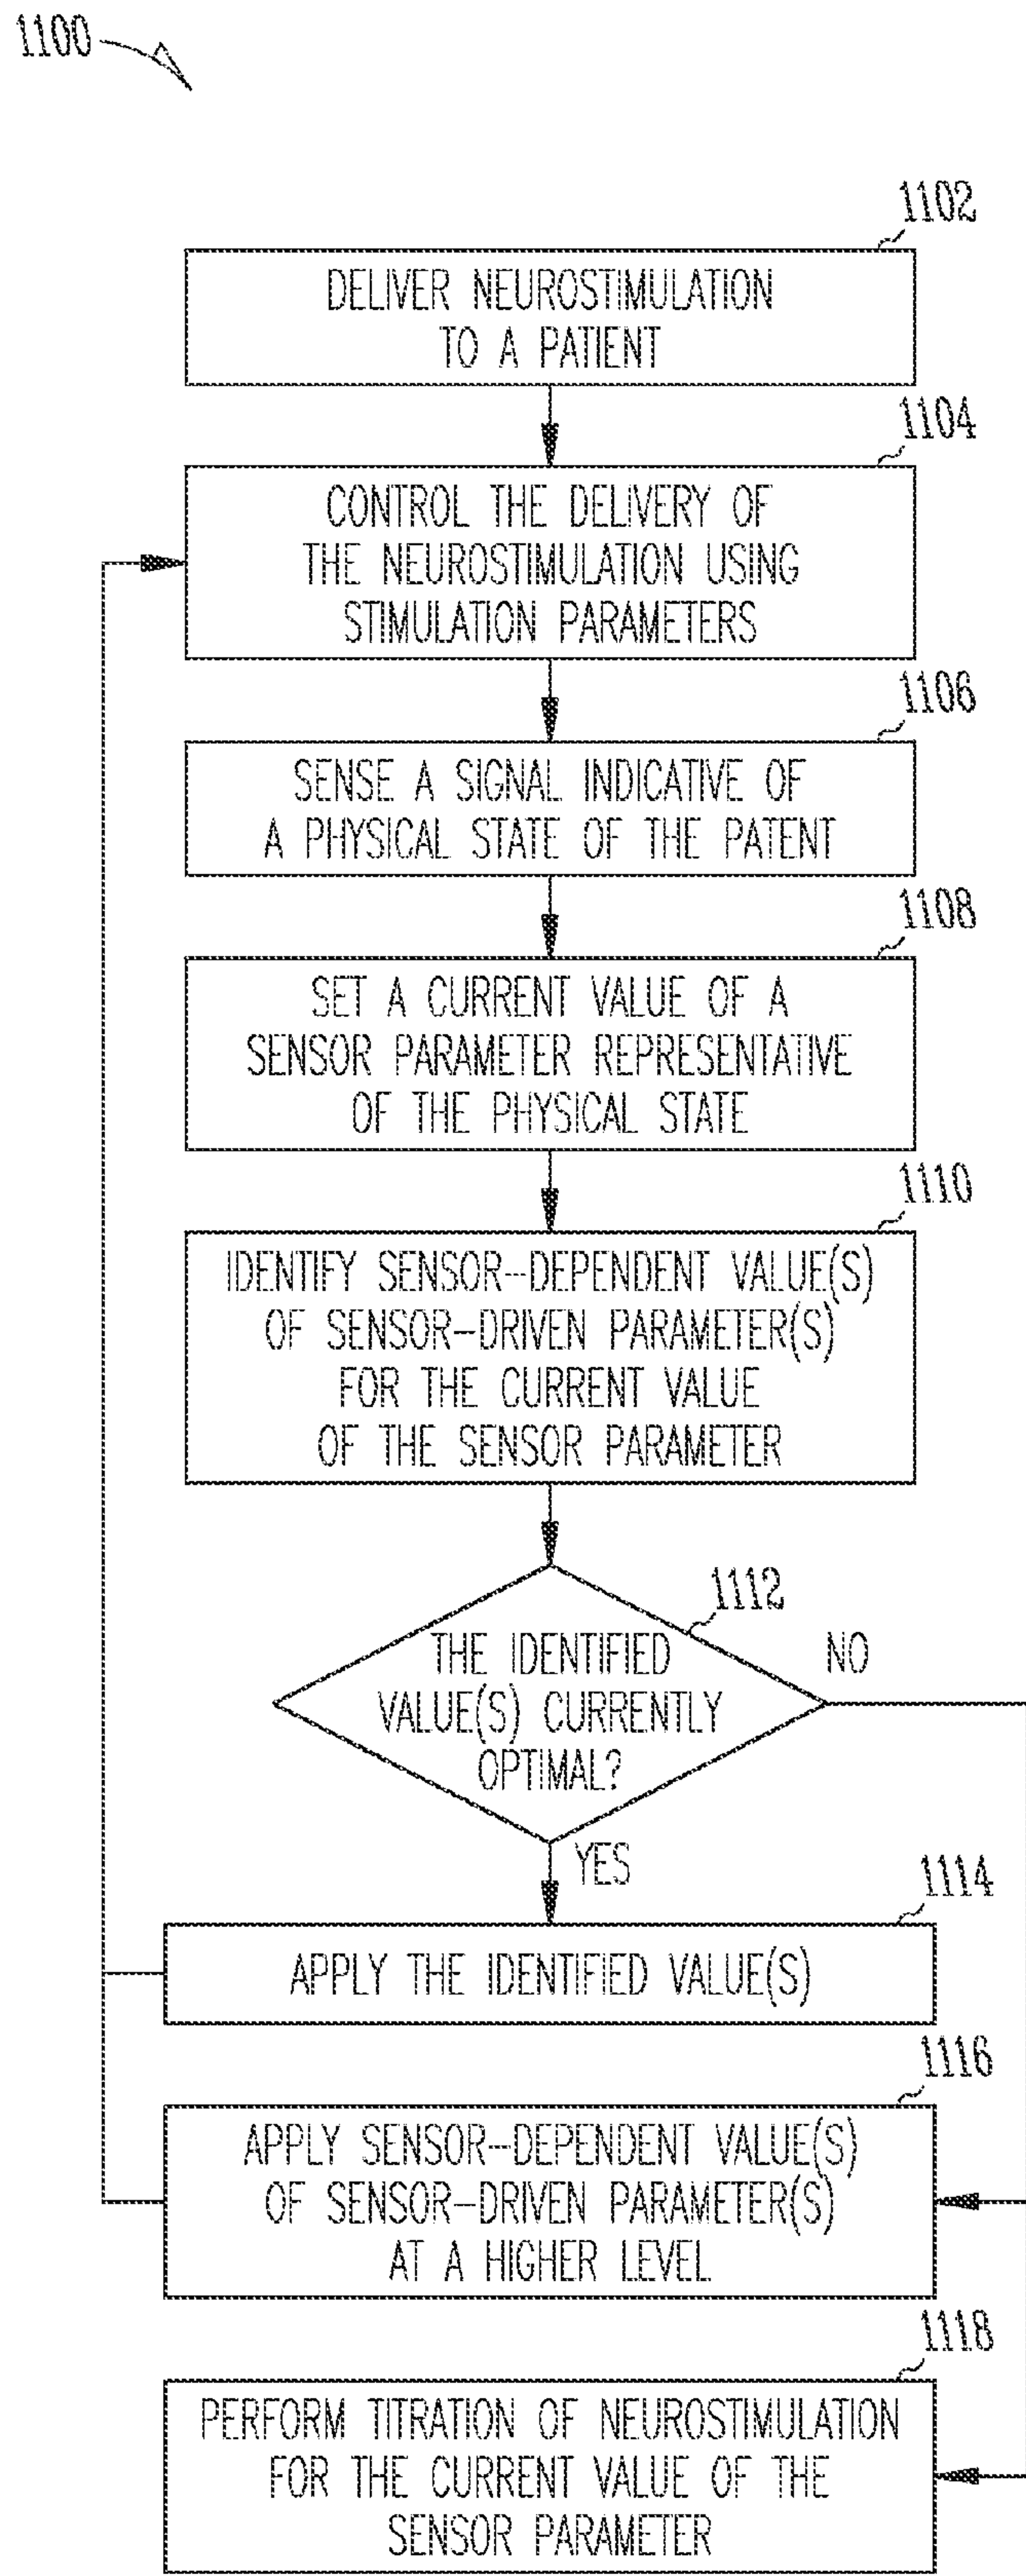 1100
1102
DELIVER NEUROSTIMULATION
TO A PATIENT
1104
CONTROL THE DELIVERY OF
THE NEUROSTIMULATION USING
STIMULATION PARAMETERS
1106
SENSE A SIGNAL INDICATIVE OF
A PHYSICAL STATE OF THE PATENT
1108
SET A CURRENT VALUE OF A
SENSOR PARAMETER REPRESENTATIVE
OF THE PHYSICAL STATE
1110
IDENTIFY SENSOR-DEPENDENT VALUE(S)
OF SENSOR-DRIVEN PARAMETER(S)
FOR THE CURRENT VALUE
OF THE SENSOR PARAMETER
1112
THE IDENTIFIED
VALUE(S) CURRENTLY
OPTIMAL?
NO
YES
1114
APPLY THE IDENTIFIED VALUE(S)
1116
APPLY SENSOR-DEPENDENT VALUE(S)
OF SENSOR-DRIVEN PARAMETER(S)
AT A HIGHER LEVEL
1118
PERFORM TITRATION OF NEUROSTIMULATION
FOR THE CURRENT VALUE OF THE
SENSOR PARAMETER